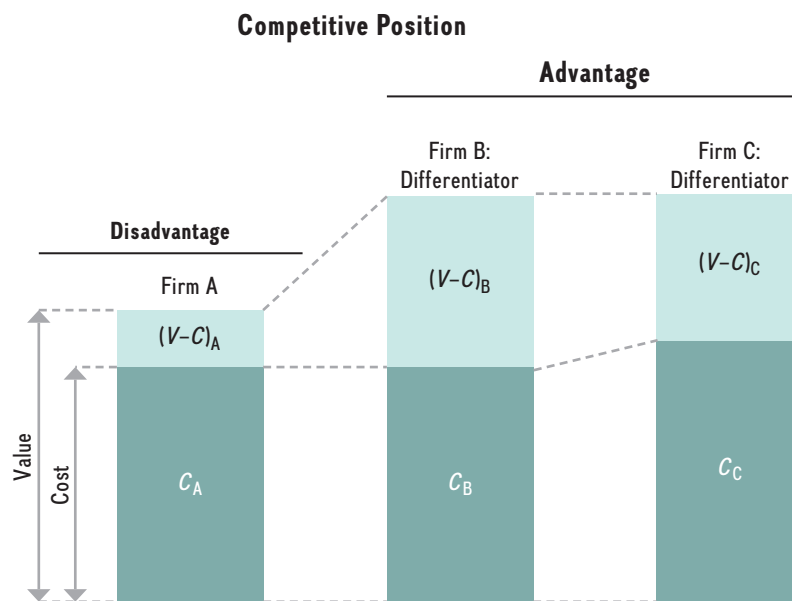 Competitive Position
Advantage
Firm B:
Differentiator
Firm C:
Differentiator
Disadvantage
Firm A
(V–C)A
(V–C)B
(V–C)C
Value
Cost
CA
CB
CC